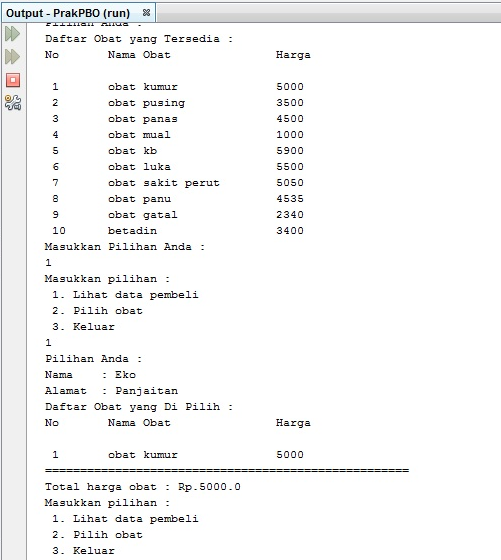 Output - PrakPBO (run)
Pilihan Anda :
Daftar Obat yang Tersedia :
No Nama Obat Harga
1 obat kumur 5000
2 obat pusing 3500
3 obat panas 4500
4 obat mual 1000
5 obat kb 5900
6 obat luka 5500
7 obat sakit perut 5050
8 obat panu 4535
9 obat gatal 2340
10 betadin 3400
Masukkan Pilihan Anda :
1
Masukkan pilihan :
1. Lihat data pembeli
2. Pilih obat
3. Keluar
1
Pilihan Anda :
Nama : Eko
Alamat : Panjaitan
Daftar Obat yang Di Pilih :
No Nama Obat Harga
1 obat kumur 5000
====================================================
Total harga obat : Rp.5000.0
Masukkan pilihan :
1. Lihat data pembeli
2. Pilih obat
3. Keluar